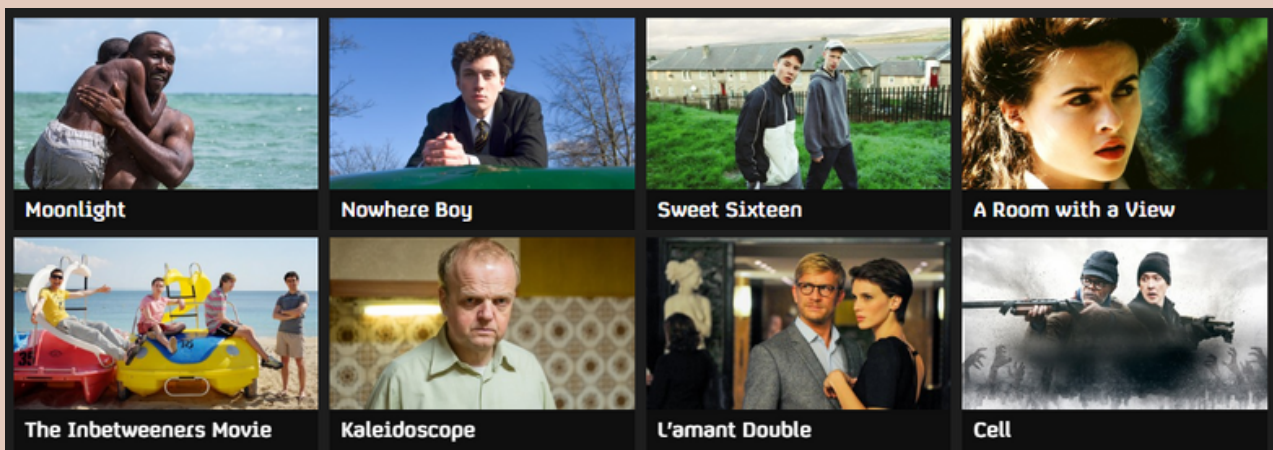 Moonlight
Nowhere Boy
Sweet Sixteen
A Room with a View
The Inbetweeners Movie
Kaleidoscope
L'amant Double
Cell